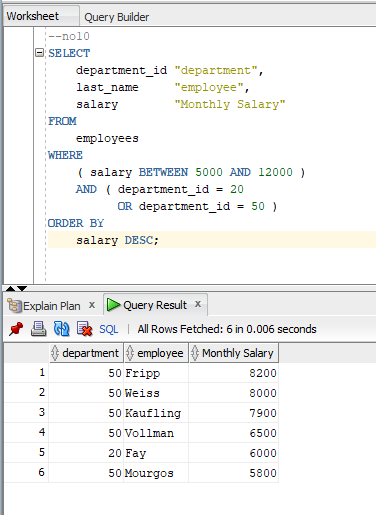 Worksheet Query Builder
--no10
SELECT
department_id "department",
last_name "employee",
salary "Monthly Salary"
FROM
employees
WHERE
( salary BETWEEN 5000 AND 12000 )
AND ( department_id = 20
OR department_id = 50 )
ORDER BY
salary DESC;
Explain Plan x Query Result x
SQL | All Rows Fetched: 6 in 0.006 seconds
department employee Monthly Salary
1 50 Fripp 8200
2 50 Weiss 8000
3 50 Kaufling 7900
4 50 Vollman 6500
5 20 Fay 6000
6 50 Mourgos 5800